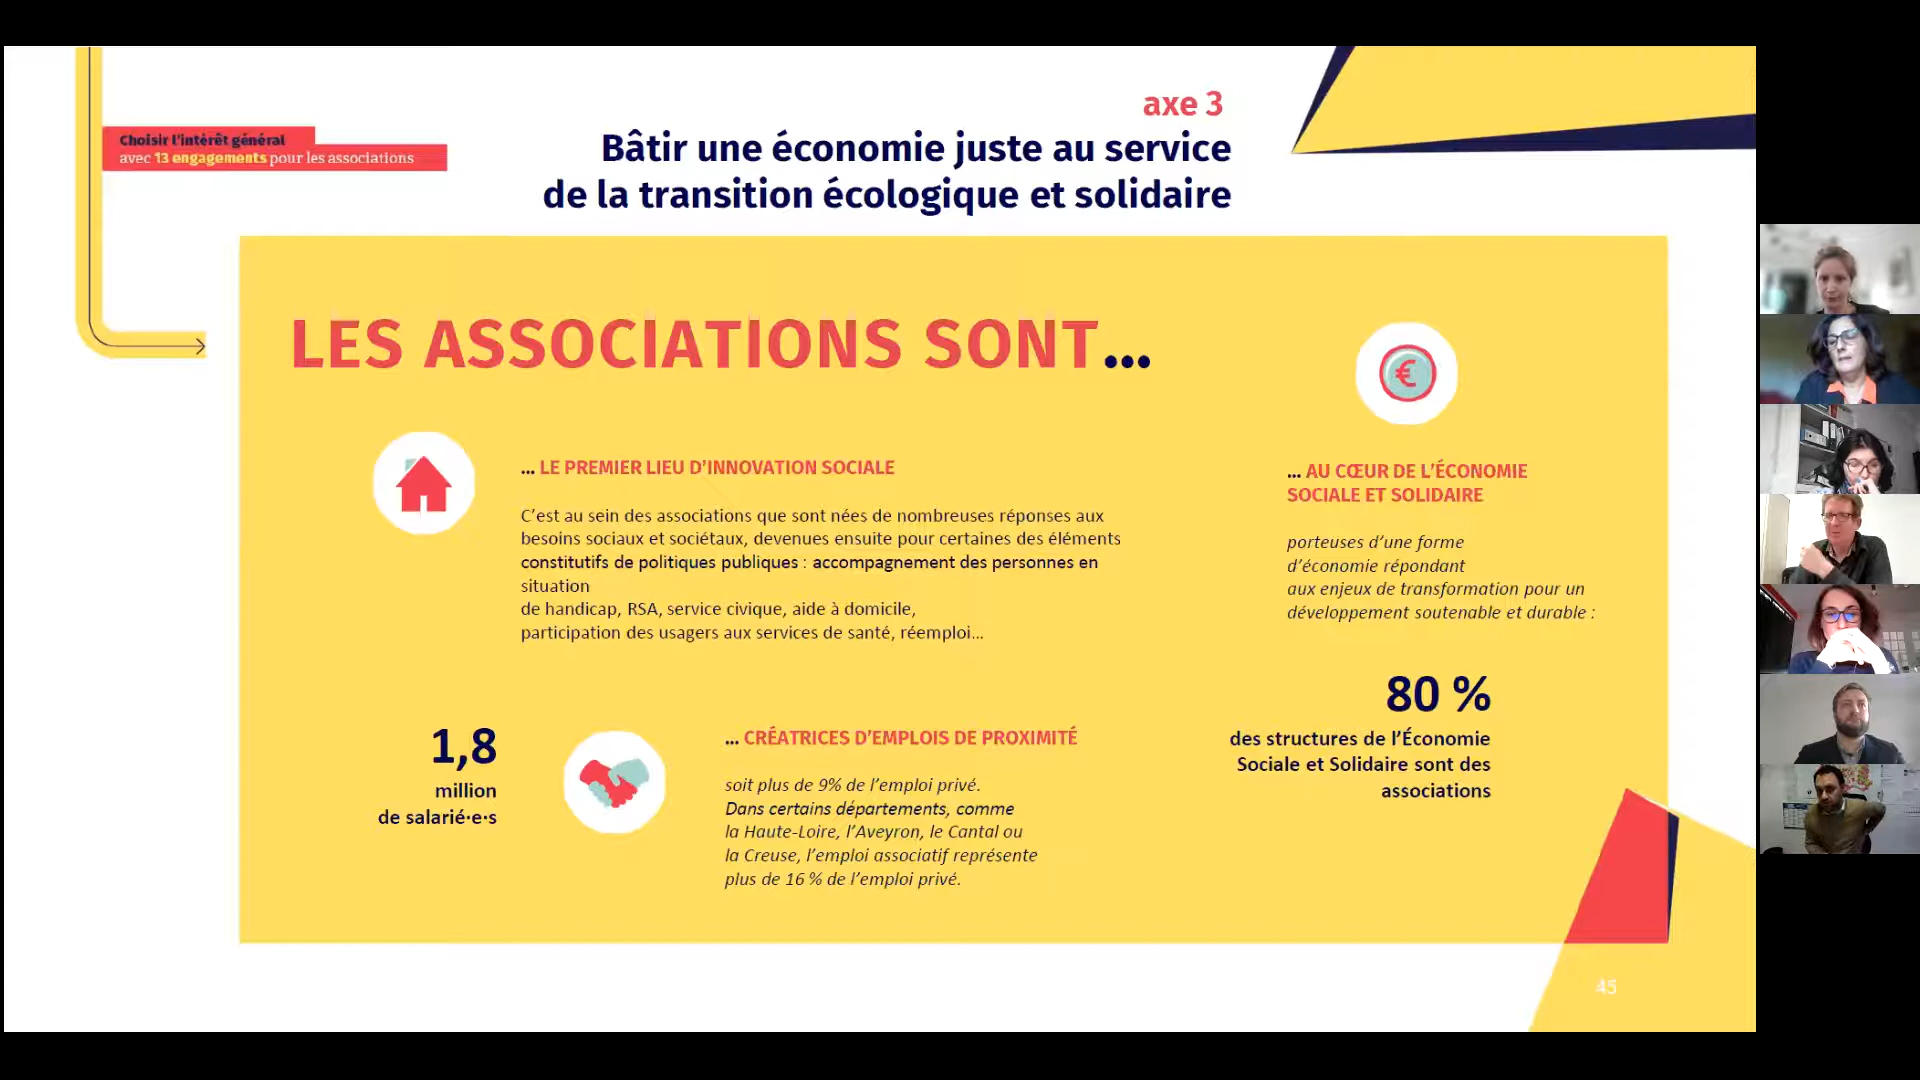 axe 3
Choisir l'intérêt général
avec 13 engagements pour les associations
Bâtir une économie juste au service
de la transition écologique et solidaire
LES ASSOCIATIONS SONT...
... LE PREMIER LIEU D'INNOVATION SOCIALE
C'est au sein des associations que sont nées de nombreuses réponses aux
besoins sociaux et sociétaux, devenues ensuite pour certaines des éléments
constitutifs de politiques publiques : accompagnement des personnes en
situation
de handicap, RSA, service civique, aide à domicile,
participation des usagers aux services de santé, réemploi...
€
... AU CŒUR DE L'ÉCONOMIE
SOCIALE ET SOLIDAIRE
porteuses d'une forme
d'économie répondant
aux enjeux de transformation pour un
développement soutenable et durable :
80 %
des structures de l'Économie
Sociale et Solidaire sont des
associations
1,8
million
de salarié·e·s
... CRÉATRICES D'EMPLOIS DE PROXIMITÉ
soit plus de 9% de l'emploi privé.
Dans certains départements, comme
la Haute-Loire, l'Aveyron, le Cantal ou
la Creuse, l'emploi associatif représente
plus de 16 % de l'emploi privé.
45